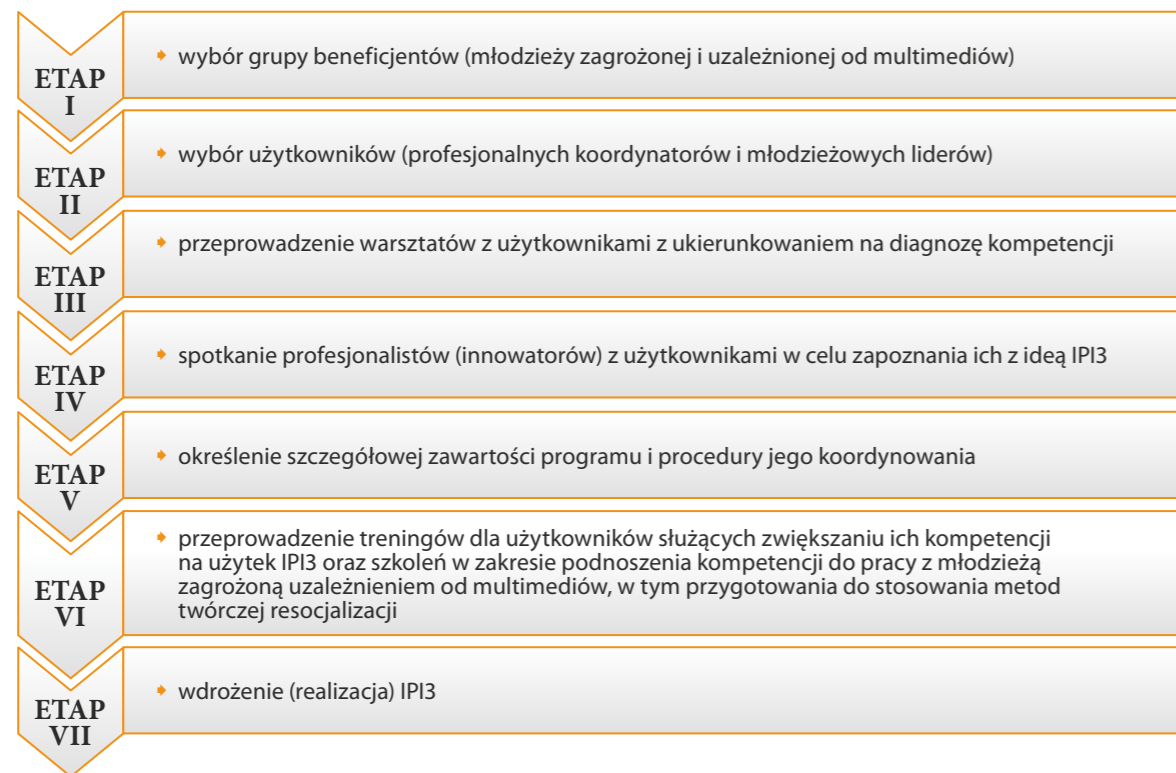 ETAP
I
➧ wybór grupy beneficjentów (młodzieży zagrożonej i uzależnionej od multimediów)
ETAP
II
➧ wybór użytkowników (profesjonalnych koordynatorów i młodzieżowych liderów)
ETAP
III
➧ przeprowadzenie warsztatów z użytkownikami z ukierunkowaniem na diagnozę kompetencji
ETAP
IV
➧ spotkanie profesjonalistów (innowatorów) z użytkownikami w celu zapoznania ich z ideą IPI3
ETAP
V
➧ określenie szczegółowej zawartości programu i procedury jego koordynowania
ETAP
VI
➧ przeprowadzenie treningów dla użytkowników służących zwiększaniu ich kompetencji
na użytek IPI3 oraz szkoleń w zakresie podnoszenia kompetencji do pracy z młodzieżą
zagrożoną uzależnieniem od multimediów, w tym przygotowania do stosowania metod
twórczej resocjalizacji
ETAP
VII
➧ wdrożenie (realizacja) IPI3